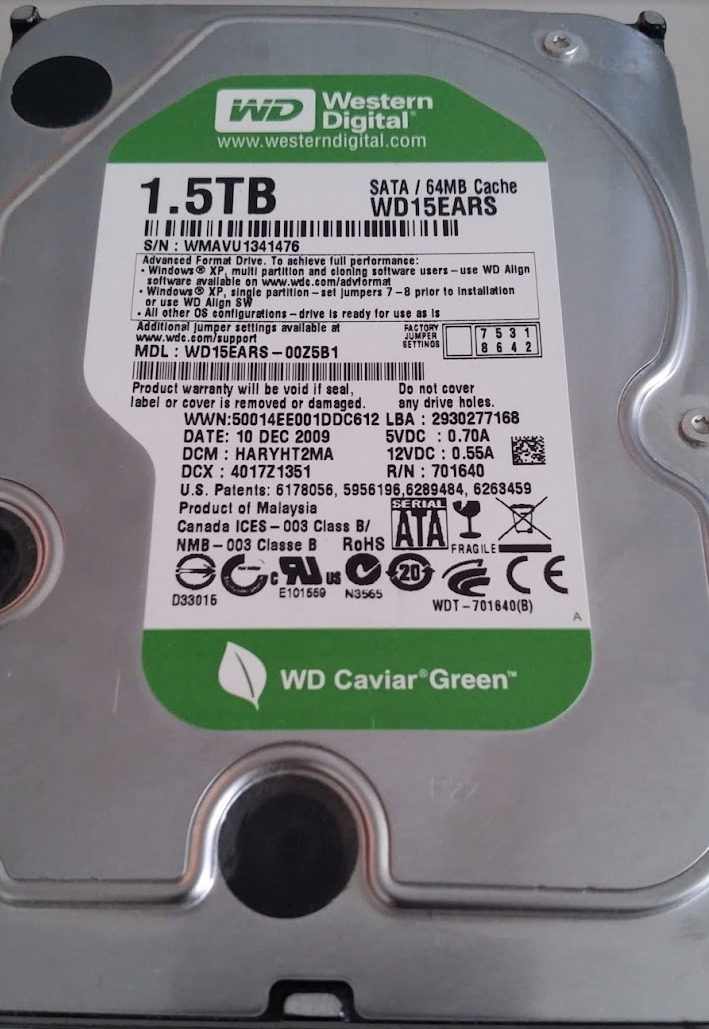 WD Western
Digital®
www.westerndigital.com
1.5TB
SATA / 64MB Cache
WD15EARS
S/N : WMAVU1341476
Advanced Format Drive. To achieve full performance:
• Windows® XP, multi partition and cloning software users – use WD Align
software available on www.wdc.com/advformat
• Windows® XP, single partition – set jumpers 7 – 8 prior to installation
or use WD Align SW
• All other OS configurations – drive is ready for use as is
Additional jumper settings available at
www.wdc.com/support
FACTORY
JUMPER
SETTINGS
7 5 3 1
8 6 4 2
MDL : WD15EARS – 00Z5B1
Product warranty will be void if seal,
label or cover is removed or damaged.
Do not cover
any drive holes.
WWN:50014EE001DDC612 LBA : 2930277168
DATE: 10 DEC 2009 5VDC : 0.70A
DCM : HARYHT2MA 12VDC : 0.55A
DCX : 4017Z1351 R/N : 701640
U.S. Patents: 6178056, 5956196,6289484, 6263459
Product of Malaysia
Canada ICES – 003 Class B/
NMB – 003 Classe B RoHS
SERIAL
ATA
FRAGILE
D33015
c RU us
E101559
N3565
20
CE
WDT – 701640(B)
A
WD Caviar® Green™